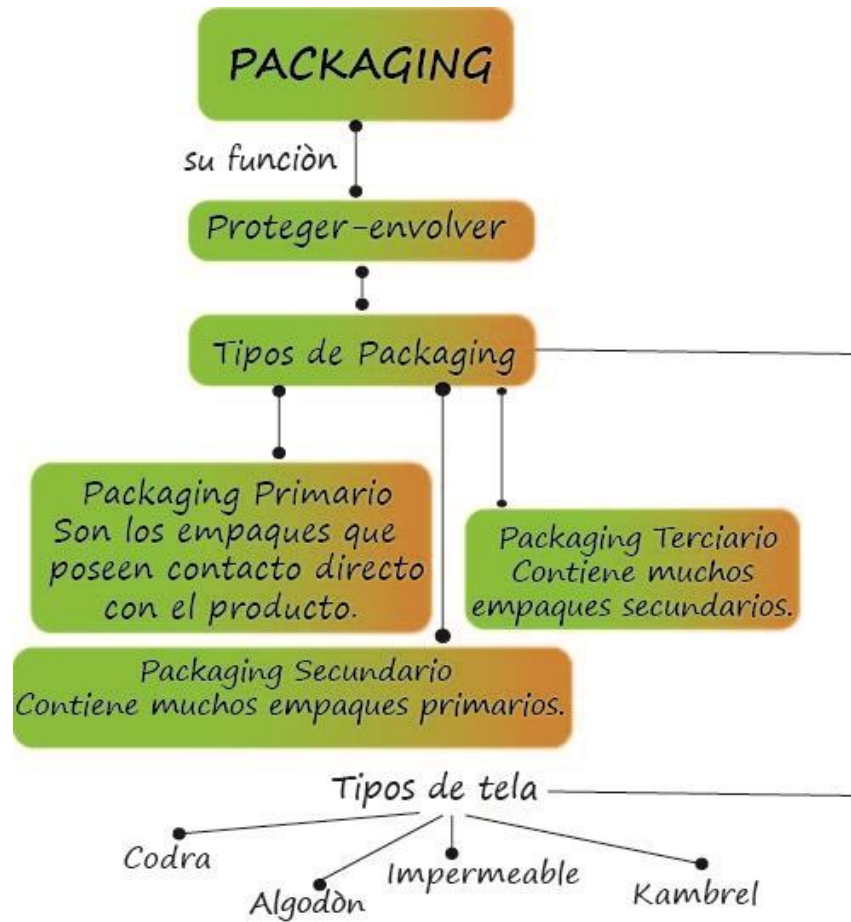 PACKAGING
su funciòn
Proteger-envolver
Tipos de Packaging
Packaging Primario
Son los empaques que
poseen contacto directo
con el producto.
Packaging Terciario
Contiene muchos
empaques secundarios.
Packaging Secundario
Contiene muchos empaques primarios.
Tipos de tela
Codra
Algodòn
Impermeable
Kambrel